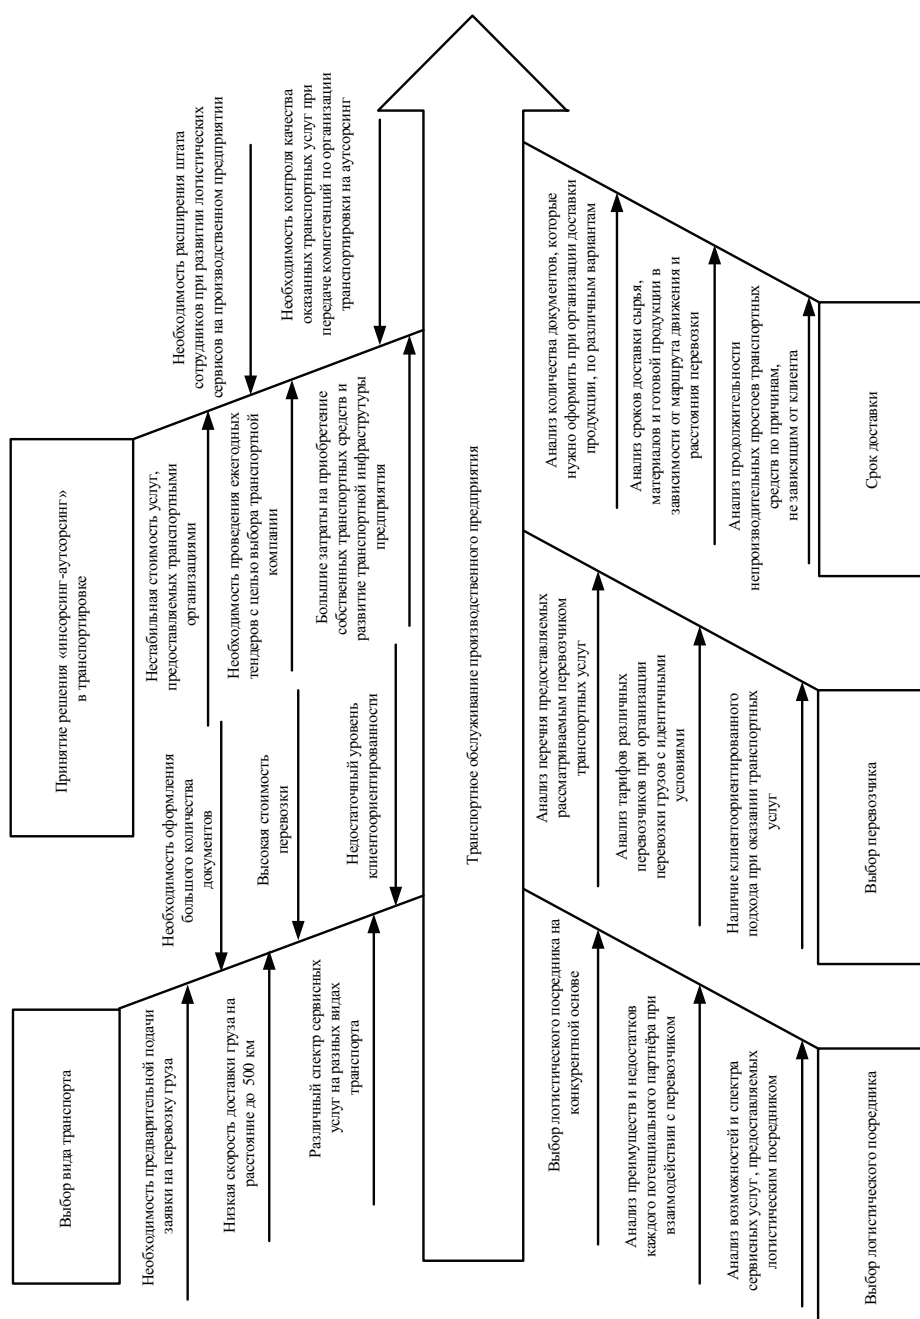 Выбор вида транспорта
Необходимость предварительной подачи
заявки на перевозку груза
Низкая скорость доставки груза на
расстояние до 500 км
Различный спектр сервисных
услуг на разных видах
транспорта
Необходимость оформления
большого количества
документов
Высокая стоимость
перевозки
Недостаточный уровень
клиентоориентированности
Принятие решения «инсорсинг-аутсорсинг»
в транспортировке
Нестабильная стоимость услуг,
предоставляемых транспортными
организациями
Необходимость проведения ежегодных
тендеров с целью выбора транспортной
компании
Большие затраты на приобретение
собственных транспортных средств и
развитие транспортной инфраструтуры
предприятия
Необходимость расширения штата
сотрудников при развитии логистических
сервисов на производственном предприятии
Необходимость контроля качества
оказанных транспортных услуг при
передаче компетенций по организации
транспортировки на аутсорсинг
Транспортное обслуживание производственного предприятия
Выбор логистического посредника на
конкурентной основе
Анализ преимуществ и недостатков
каждого потенциального партнёра при
взаимодействии с перевозчиком
Анализ возможностей и спектра
сервисных услуг , предоставляемых
логистическим посредником
Выбор логистического посредника
Анализ перечня предоставляемых
рассматриваемым перевозчиком
транспортных услуг
Анализ тарифов различных
перевозчиков при организации
перевозки грузов с идентичными
условиями
Наличие клиентоориентированного
подхода при оказании транспортных
услуг
Выбор перевозчика
Анализ количества документов, которые
нужно оформить при организации доставки
продукции, по различным вариантам
Анализ сроков доставки сырья,
материалов и готовой продукции в
зависимости от маршрута движения и
расстояния перевозки
Анализ продолжительности
непроизводительных простоев транспортных
средств по причинам,
не зависящим от клиента
Срок доставки